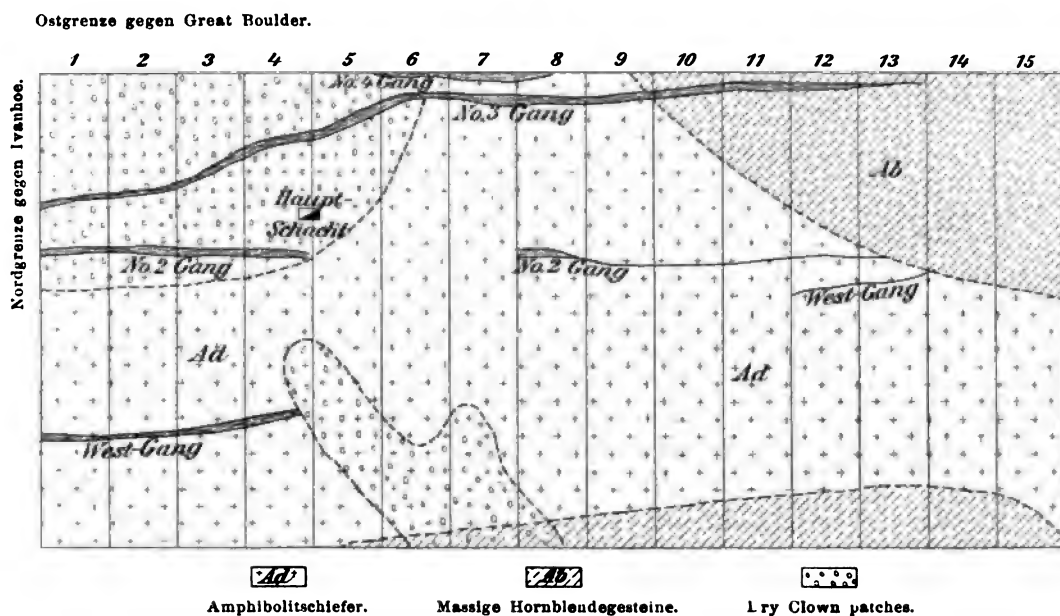 Ostgrenze gegen Great Boulder.
1 2 3 4 5 6 7 8 9 10 11 12 13 14 15
Nordgrenze gegen Ivanhoe.
No. 4 Gang
No. 3 Gang
Ab
Haupt-
Schacht
No. 2 Gang
No. 2 Gang
West-Gang
Ad
Ad
West-Gang
Ad
Ab
Amphibolitschiefer.
Massige Hornblendegesteine.
Dry Clown patches.